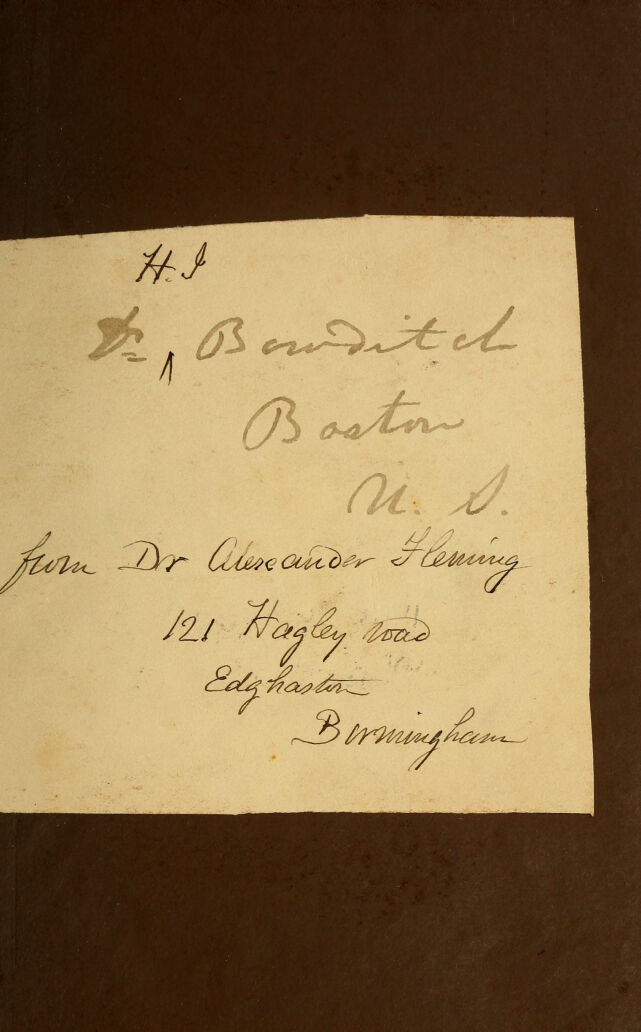 H. I
Dr ^ Bowditch
Boston
U. S.
from Dr Alexander Fleming
121 Hagley road
Edghaston
Birmingham